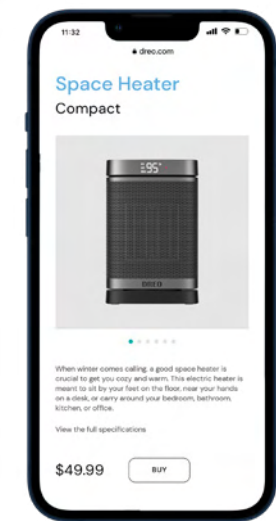 11:32
dreo.com
Space Heater
Compact
95°
DREO
When winter comes calling, a good space heater is
crucial to get you cozy and warm. This electric heater is
meant to sit by your feet on the floor, near your hands
on a desk, or carry around your bedroom, bathroom,
kitchen, or office.
View the full specifications
$49.99
BUY